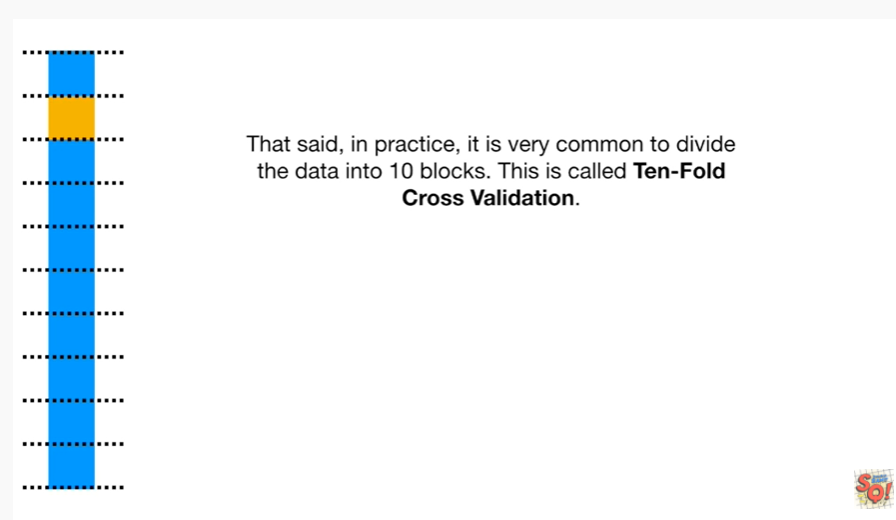 That said, in practice, it is very common to divide
the data into 10 blocks. This is called Ten-Fold
Cross Validation.
SQ!